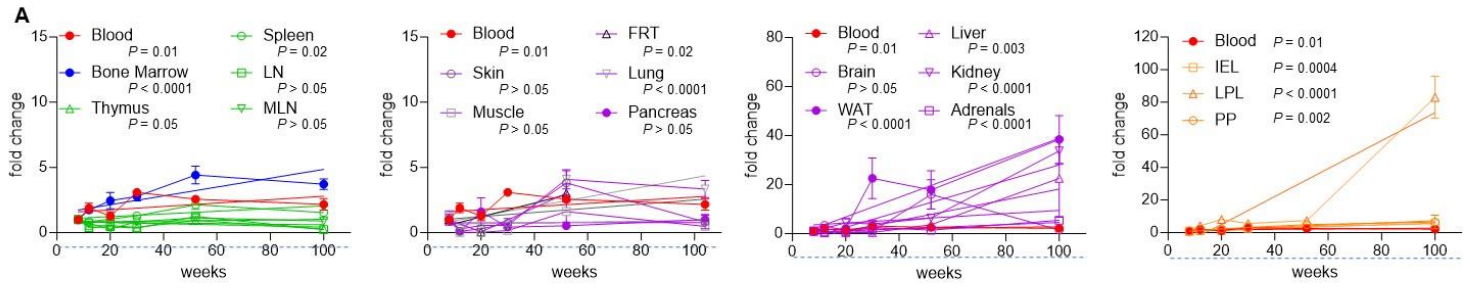 A
fold change
15
10
5
0
0 20 40 60 80 100
weeks
Blood
P = 0.01
Bone Marrow
P < 0.0001
Thymus
P = 0.05
Spleen
P = 0.02
LN
P > 0.05
MLN
P > 0.05
fold change
15
10
5
0
0 20 40 60 80 100
weeks
Blood
P = 0.01
Skin
P > 0.05
Muscle
P > 0.05
FRT
P = 0.02
Lung
P < 0.0001
Pancreas
P > 0.05
fold change
80
60
40
20
0
0 20 40 60 80 100
weeks
Blood
P = 0.01
Brain
P > 0.05
WAT
P < 0.0001
Liver
P = 0.003
Kidney
P < 0.0001
Adrenals
P < 0.0001
fold change
120
100
80
60
40
20
0
0 20 40 60 80 100
weeks
Blood P = 0.01
IEL P = 0.0004
LPL P < 0.0001
PP P = 0.002